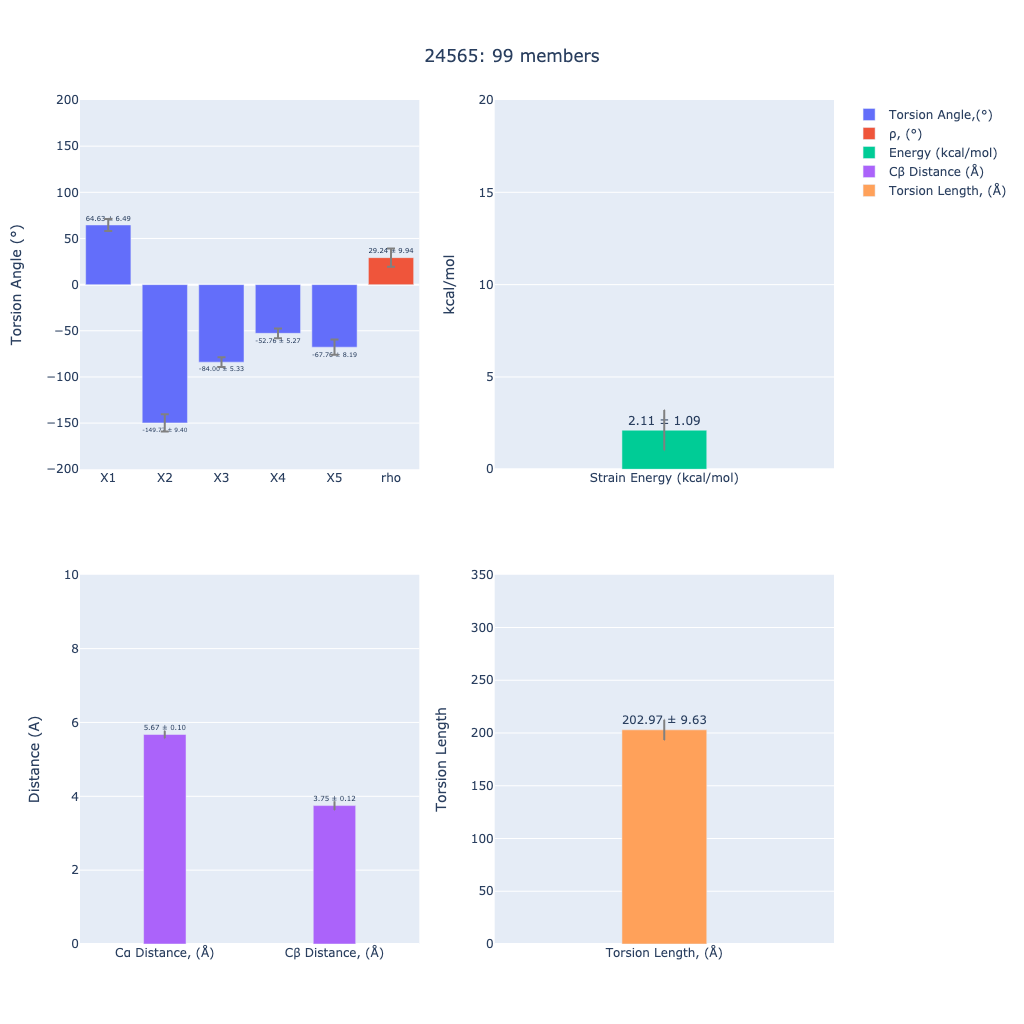 24565: 99 members
Torsion Angle (°)
200
150
100
50
0
−50
−100
−150
−200
64.63 ± 6.49
-84.00 ± 5.33
-52.76 ± 5.27
-67.76 ± 8.19
29.24 ± 9.94
X1 X2 X3 X4 X5 rho
kcal/mol
20
15
10
5
0
2.11 ± 1.09
Strain Energy (kcal/mol)
Torsion Angle,(°)
ρ, (°)
Energy (kcal/mol)
Cβ Distance (Å)
Torsion Length, (Å)
Distance (A)
10
8
6
4
2
0
5.67 ± 0.10
3.75 ± 0.12
Cα Distance, (Å) Cβ Distance, (Å)
Torsion Length
350
300
250
200
150
100
50
0
202.97 ± 9.63
Torsion Length, (Å)